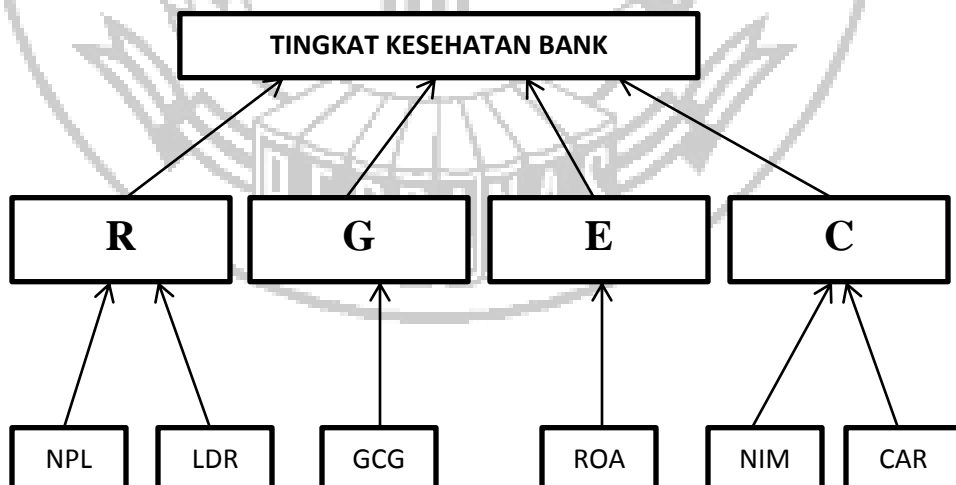 TINGKAT KESEHATAN BANK
R G E C
NPL LDR GCG ROA NIM CAR